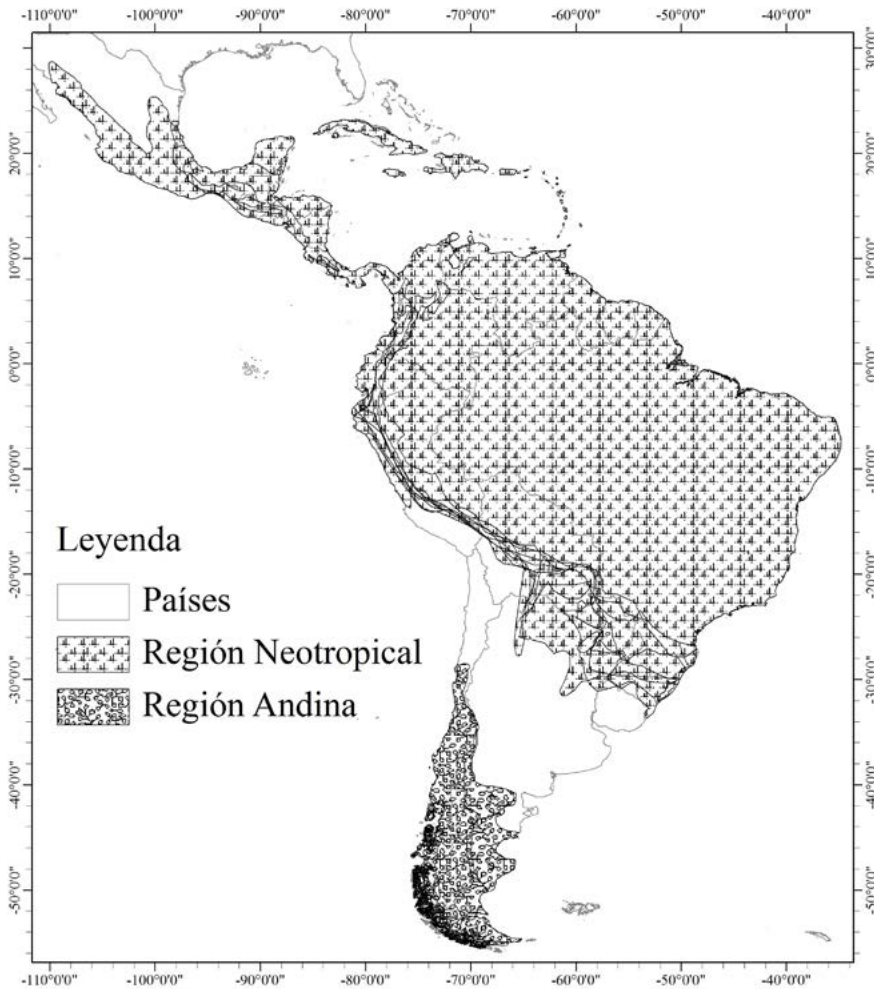 -110°0'0" -100°0'0" -90°0'0" -80°0'0" -70°0'0" -60°0'0" -50°0'0" -40°0'0"
30°0'0" 30°0'0"
20°0'0" 20°0'0"
10°0'0" 10°0'0"
0°0'0" 0°0'0"
-10°0'0" -10°0'0"
Leyenda
-20°0'0" -20°0'0"
Países
Región Neotropical
-30°0'0" -30°0'0"
Región Andina
-40°0'0" -40°0'0"
-50°0'0" -50°0'0"
-110°0'0" -100°0'0" -90°0'0" -80°0'0" -70°0'0" -60°0'0" -50°0'0" -40°0'0"